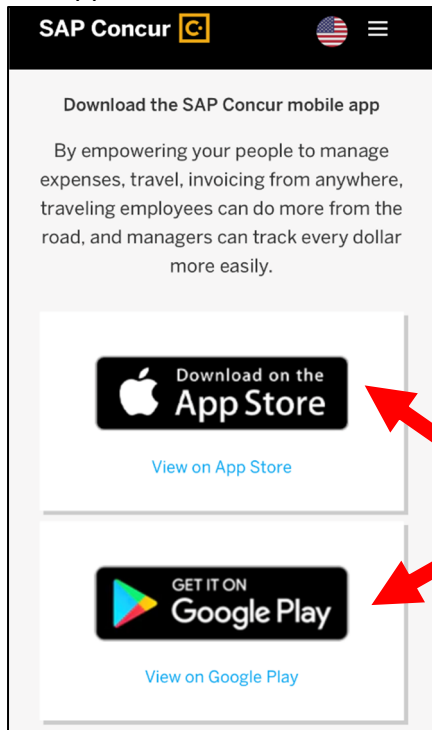 SAP Concur C
Download the SAP Concur mobile app
By empowering your people to manage
expenses, travel, invoicing from anywhere,
traveling employees can do more from the
road, and managers can track every dollar
more easily.
Download on the
App Store
View on App Store
GET IT ON
Google Play
View on Google Play